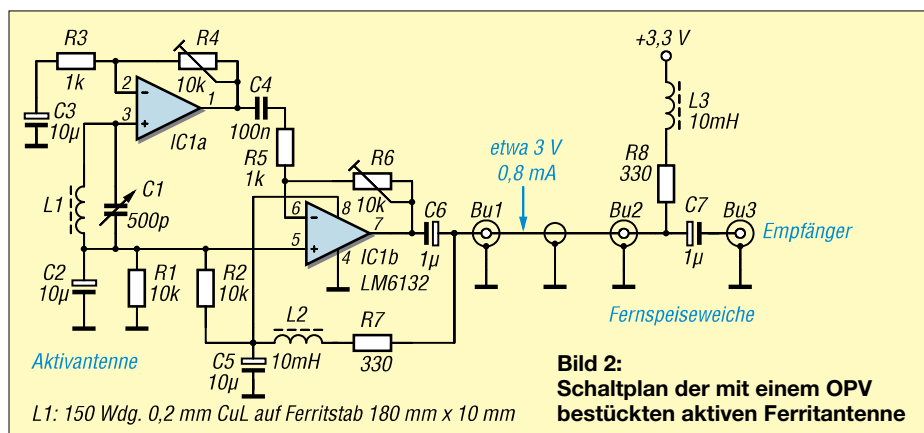 R3
1k
R4
10k
C3
10µ
2
3
1
IC1a
C4
100n
R5
1k
L1
C1
500p
R6
10k
6
5
8
7
4
IC1b
LM6132
C6
1µ
C2
10µ
R1
10k
R2
10k
L2
10mH
R7
330
C5
10µ
Aktivantenne
etwa 3 V
0,8 mA
Bu1
Bu2
+3,3 V
L3
10mH
R8
330
C7
1µ
Bu3
Empfänger
Fernspeiseweiche
L1: 150 Wdg. 0,2 mm CuL auf Ferritstab 180 mm x 10 mm
Bild 2:
Schaltplan der mit einem OPV
bestückten aktiven Ferritantenne